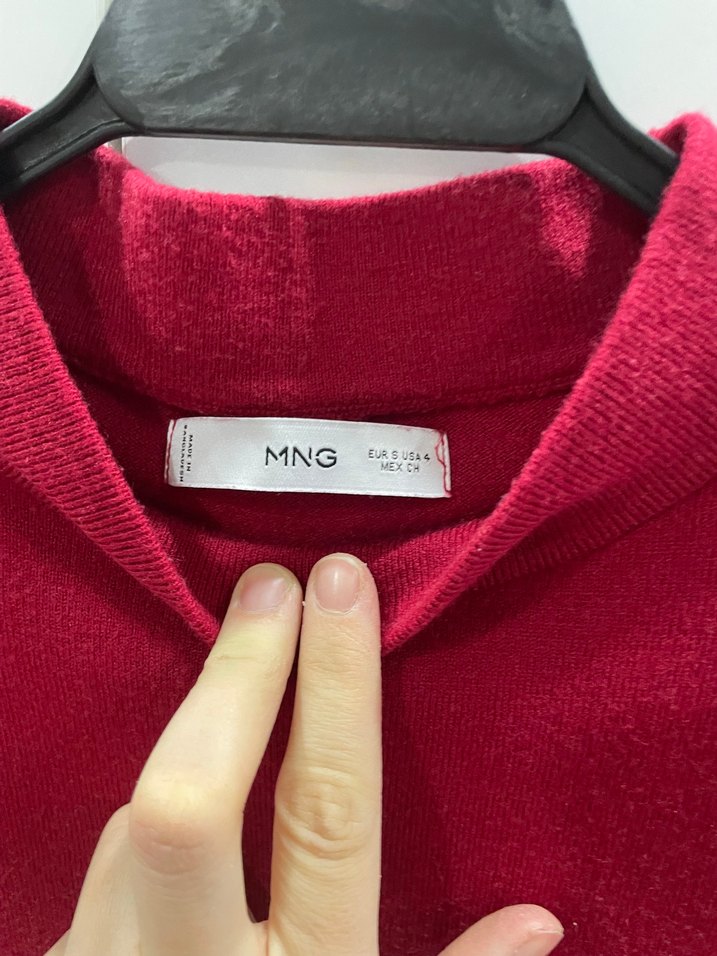 MADE IN
BANGLADESH
MNG
EUR S USA 4
MEX CH